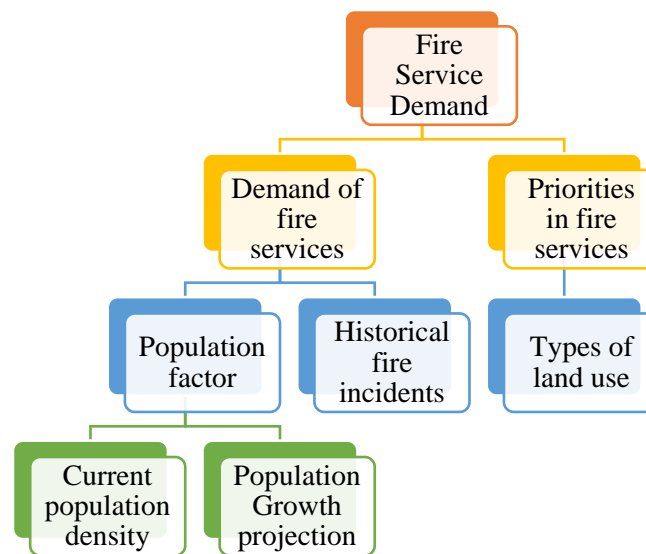 Fire
Service
Demand
Demand of
fire
services
Priorities
in fire
services
Population
factor
Historical
fire
incidents
Types of
land use
Current
population
density
Population
Growth
projection